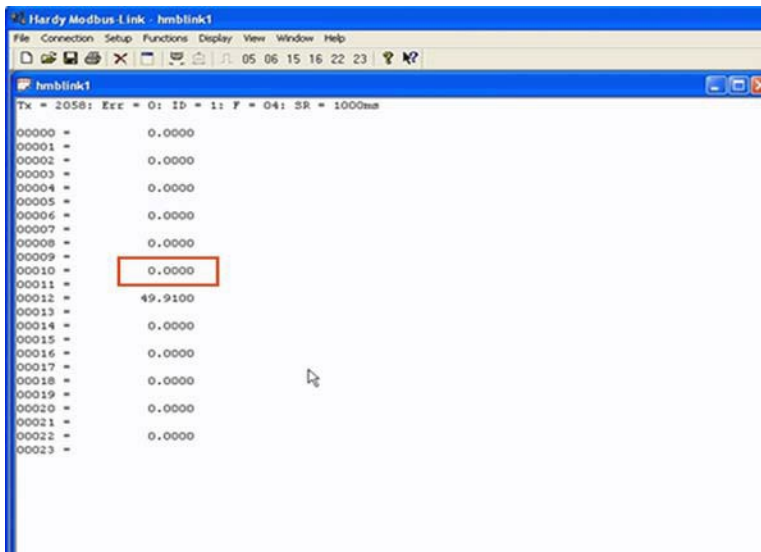 Hardy Modbus-Link - hmblink1
File Connection Setup Functions Display View Window Help
05 06 15 16 22 23
hmblink1
Tx = 2058: Err = 0: ID = 1: F = 04: SR = 1000ms
00000 = 0.0000
00001 =
00002 = 0.0000
00003 =
00004 = 0.0000
00005 =
00006 = 0.0000
00007 =
00008 = 0.0000
00009 =
00010 = 0.0000
00011 =
00012 = 49.9100
00013 =
00014 = 0.0000
00015 =
00016 = 0.0000
00017 =
00018 = 0.0000
00019 =
00020 = 0.0000
00021 =
00022 = 0.0000
00023 =